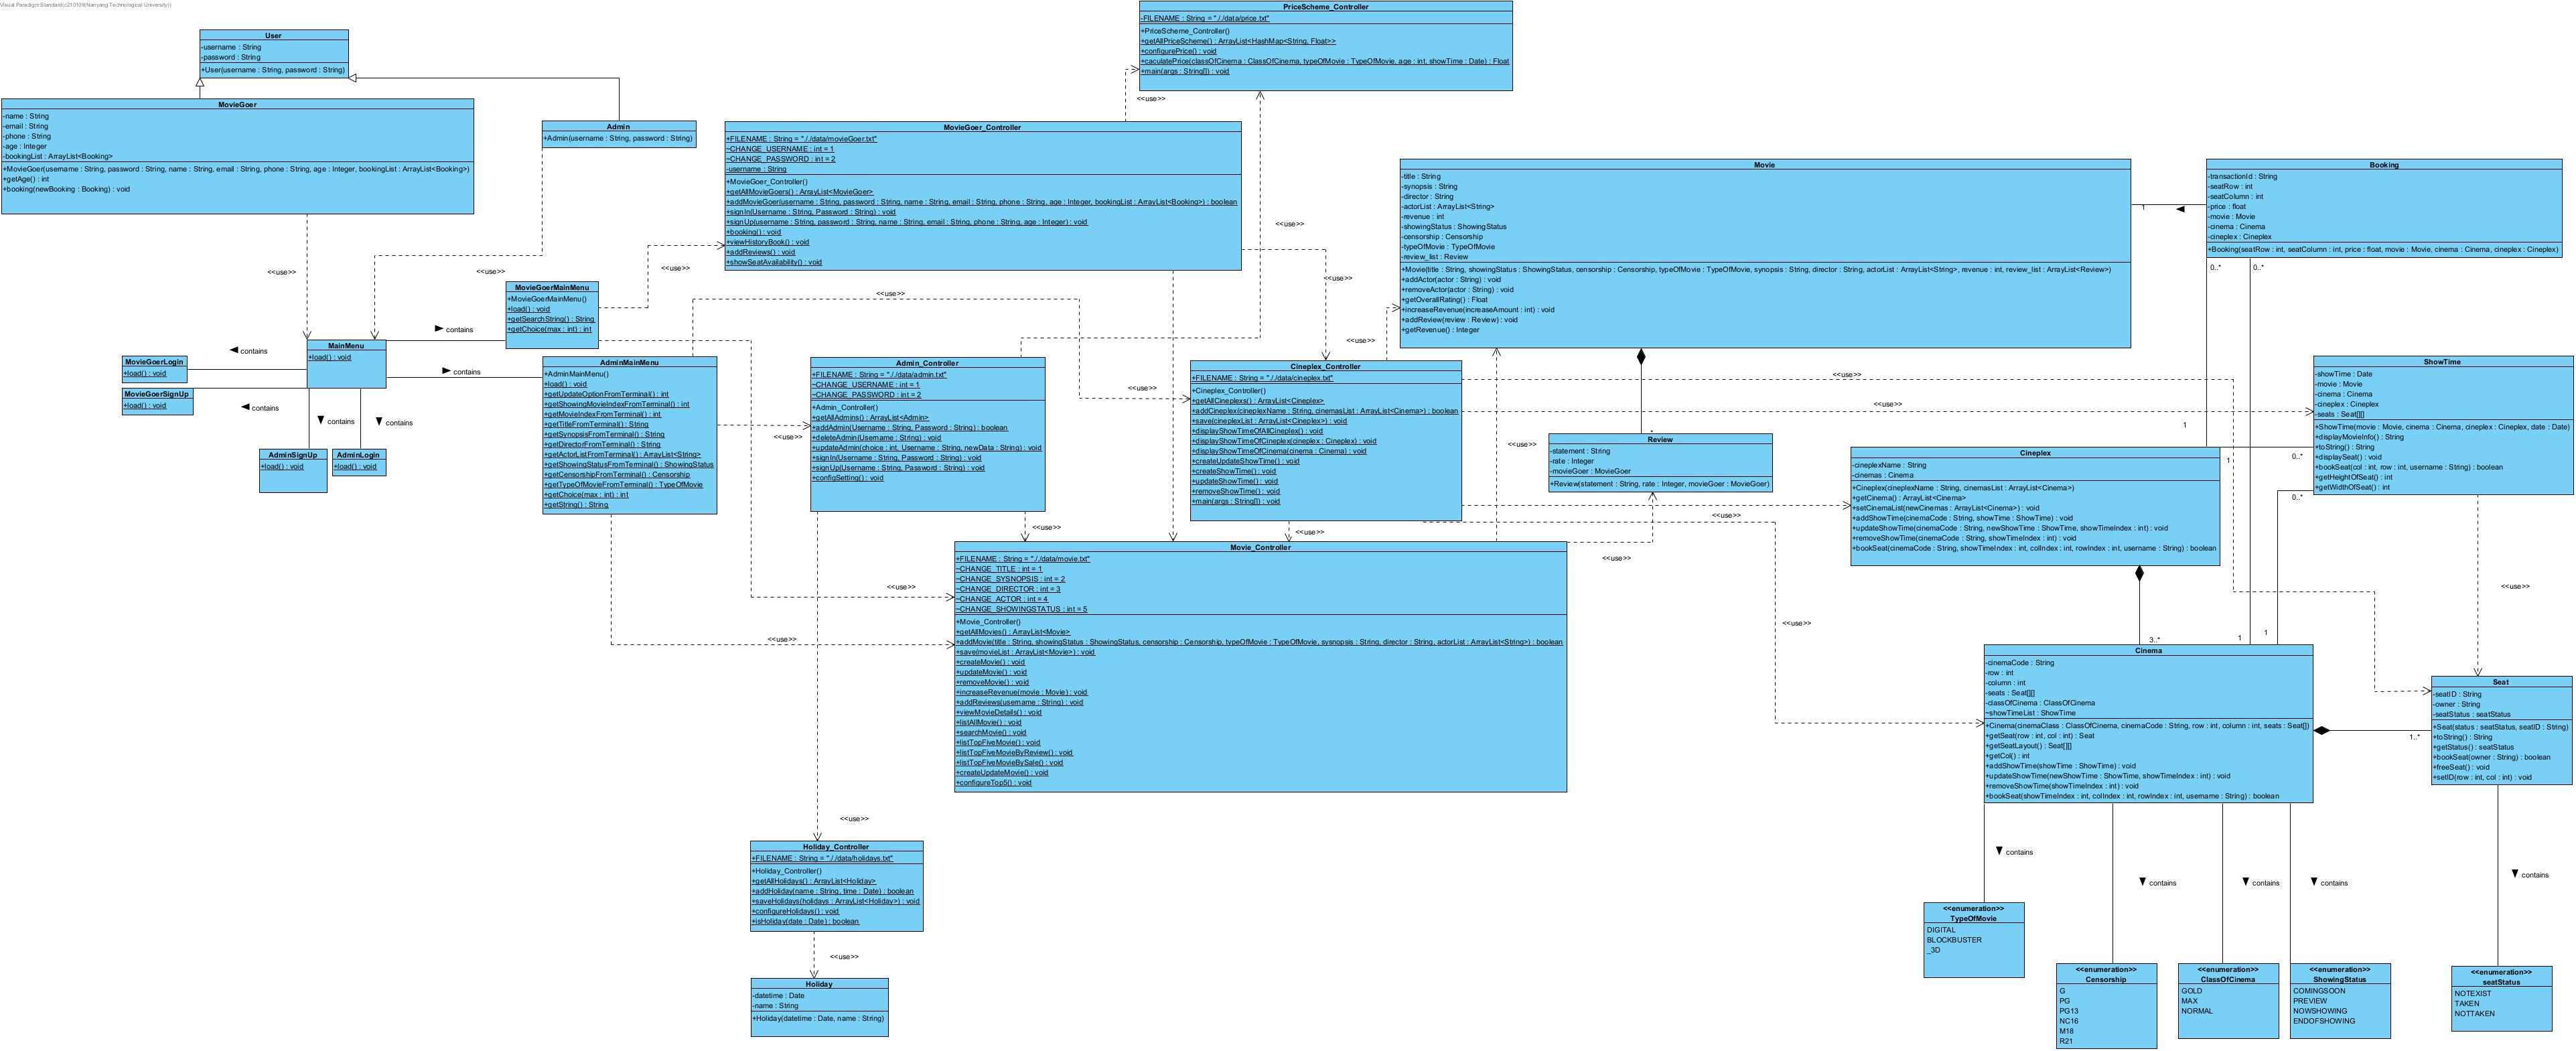 Visual Paradigm Standard(c210109(Nanyang Technological University))
User
-username : String
-password : String
+User(username : String, password : String)
MovieGoer
-name : String
-email : String
-phone : String
-age : Integer
-bookingList : ArrayList<Booking>
+MovieGoer(username : String, password : String, name : String, email : String, phone : String, age : Integer, bookingList : ArrayList<Booking>)
+getAge() : int
+booking(newBooking : Booking) : void
Admin
+Admin(username : String, password : String)
PriceScheme_Controller
-FILENAME : String = "././data/price.txt"
+PriceScheme_Controller()
+getAllPriceScheme() : ArrayList<HashMap<String, Float>>
+configurePrice() : void
+caculatePrice(classOfCinema : ClassOfCinema, typeOfMovie : TypeOfMovie, age : int, showTime : Date) : Float
+main(args : String[]) : void
<<use>>
MovieGoer_Controller
+FILENAME : String = "././data/movieGoer.txt"
~CHANGE_USERNAME : int = 1
~CHANGE_PASSWORD : int = 2
-username : String
+MovieGoer_Controller()
+getAllMovieGoers() : ArrayList<MovieGoer>
+addMovieGoer(username : String, password : String, name : String, email : String, phone : String, age : Integer, bookingList : ArrayList<Booking>) : boolean
+signIn(Username : String, Password : String) : void
+signUp(username : String, password : String, name : String, email : String, phone : String, age : Integer) : void
+booking() : void
+viewHistoryBook() : void
+addReviews() : void
+showSeatAvailability() : void
<<use>>
<<use>>
<<use>>
<<use>>
<<use>>
<<use>>
Movie
-title : String
-synopsis : String
-director : String
-actorList : ArrayList<String>
-revenue : int
-showingStatus : ShowingStatus
-censorship : Censorship
-typeOfMovie : TypeOfMovie
-review_list : Review
+Movie(title : String, showingStatus : ShowingStatus, censorship : Censorship, typeOfMovie : TypeOfMovie, synopsis : String, director : String, actorList : ArrayList<String>, revenue : int, review_list : ArrayList<Review>)
+addActor(actor : String) : void
+removeActor(actor : String) : void
+getOverallRating() : Float
+increaseRevenue(increaseAmount : int) : void
+addReview(review : Review) : void
+getRevenue() : Integer
1
Booking
-transactionId : String
-seatRow : int
-seatColumn : int
-price : float
-movie : Movie
-cinema : Cinema
-cineplex : Cineplex
+Booking(seatRow : int, seatColumn : int, price : float, movie : Movie, cinema : Cinema, cineplex : Cineplex)
0..*
0..*
MovieGoerMainMenu
+MovieGoerMainMenu()
+load() : void
+getSearchString() : String
+getChoice(max : int) : int
contains
MainMenu
+load() : void
contains
contains
MovieGoerLogin
+load() : void
MovieGoerSignUp
+load() : void
contains
contains
contains
AdminSignUp
+load() : void
AdminLogin
+load() : void
AdminMainMenu
+AdminMainMenu()
+load() : void
+getUpdateOptionFromTerminal() : int
+getShowingMovieIndexFromTerminal() : int
+getMovieIndexFromTerminal() : int
+getTitleFromTerminal() : String
+getSynopsisFromTerminal() : String
+getDirectorFromTerminal() : String
+getActorListFromTerminal() : ArrayList<String>
+getShowingStatusFromTerminal() : ShowingStatus
+getCensorshipFromTerminal() : Censorship
+getTypeOfMovieFromTerminal() : TypeOfMovie
+getChoice(max : int) : int
+getString() : String
<<use>>
Admin_Controller
+FILENAME : String = "././data/admin.txt"
~CHANGE_USERNAME : int = 1
~CHANGE_PASSWORD : int = 2
+Admin_Controller()
+getAllAdmins() : ArrayList<Admin>
+addAdmin(Username : String, Password : String) : boolean
+deleteAdmin(Username : String) : void
+updateAdmin(choice : int, Username : String, newData : String) : void
+signIn(Username : String, Password : String) : void
+signUp(Username : String, Password : String) : void
+configSetting() : void
<<use>>
<<use>>
Cineplex_Controller
+FILENAME : String = "././data/cineplex.txt"
+Cineplex_Controller()
+getAllCineplexs() : ArrayList<Cineplex>
+addCineplex(cineplexName : String, cinemasList : ArrayList<Cinema>) : boolean
+save(cineplexList : ArrayList<Cineplex>) : void
+displayShowTimeOfAllCineplex() : void
+displayShowTimeOfCineplex(cineplex : Cineplex) : void
+displayShowTimeOfCinema(cinema : Cinema) : void
+createUpdateShowTime() : void
+createShowTime() : void
+updateShowTime() : void
+removeShowTime() : void
+main(args : String[]) : void
<<use>>
<<use>>
<<use>>
<<use>>
*
Review
-statement : String
-rate : Integer
-movieGoer : MovieGoer
+Review(statement : String, rate : Integer, movieGoer : MovieGoer)
ShowTime
-showTime : Date
-movie : Movie
-cinema : Cinema
-cineplex : Cineplex
-seats : Seat[][]
+ShowTime(movie : Movie, cinema : Cinema, cineplex : Cineplex, date : Date)
+displayMovieInfo() : String
+toString() : String
+displaySeat() : void
+bookSeat(col : int, row : int, username : String) : boolean
+getHeightOfSeat() : int
+getWidthOfSeat() : int
1
1
0..*
0..*
Cineplex
-cineplexName : String
-cinemas : Cinema
+Cineplex(cineplexName : String, cinemasList : ArrayList<Cinema>)
+getCinema() : ArrayList<Cinema>
+setCinemaList(newCinemas : ArrayList<Cinema>) : void
+addShowTime(cinemaCode : String, showTime : ShowTime) : void
+updateShowTime(cinemaCode : String, newShowTime : ShowTime, showTimeIndex : int) : void
+removeShowTime(cinemaCode : String, showTimeIndex : int) : void
+bookSeat(cinemaCode : String, showTimeIndex : int, colIndex : int, rowIndex : int, username : String) : boolean
<<use>>
<<use>>
<<use>>
<<use>>
<<use>>
<<use>>
<<use>>
Movie_Controller
+FILENAME : String = "././data/movie.txt"
~CHANGE_TITLE : int = 1
~CHANGE_SYSNOPSIS : int = 2
~CHANGE_DIRECTOR : int = 3
~CHANGE_ACTOR : int = 4
~CHANGE_SHOWINGSTATUS : int = 5
+Movie_Controller()
+getAllMovies() : ArrayList<Movie>
+addMovie(title : String, showingStatus : ShowingStatus, censorship : Censorship, typeOfMovie : TypeOfMovie, sysnopsis : String, director : String, actorList : ArrayList<String>) : boolean
+save(movieList : ArrayList<Movie>) : void
+createMovie() : void
+updateMovie() : void
+removeMovie() : void
+increaseRevenue(movie : Movie) : void
+addReviews(username : String) : void
+viewMovieDetails() : void
+listAllMovie() : void
+searchMovie() : void
+listTopFiveMovie() : void
+listTopFiveMovieByReview() : void
+listTopFiveMovieBySale() : void
+createUpdateMovie() : void
+configureTop5() : void
<<use>>
<<use>>
3..*
1
1
Cinema
-cinemaCode : String
-row : int
-column : int
-seats : Seat[][]
-classOfCinema : ClassOfCinema
~showTimeList : ShowTime
+Cinema(cinemaClass : ClassOfCinema, cinemaCode : String, row : int, column : int, seats : Seat[])
+getSeat(row : int, col : int) : Seat
+getSeatLayout() : Seat[][]
+getCol() : int
+addShowTime(showTime : ShowTime) : void
+updateShowTime(newShowTime : ShowTime, showTimeIndex : int) : void
+removeShowTime(showTimeIndex : int) : void
+bookSeat(showTimeIndex : int, colIndex : int, rowIndex : int, username : String) : boolean
1..*
Seat
-seatID : String
-owner : String
-seatStatus : seatStatus
+Seat(status : seatStatus, seatID : String)
+toString() : String
+getStatus() : seatStatus
+bookSeat(owner : String) : boolean
+freeSeat() : void
+setID(row : int, col : int) : void
Holiday_Controller
+FILENAME : String = "././data/holidays.txt"
+Holiday_Controller()
+getAllHolidays() : ArrayList<Holiday>
+addHoliday(name : String, time : Date) : boolean
+saveHolidays(holidays : ArrayList<Holiday>) : void
+configureHolidays() : void
+isHoliday(date : Date) : boolean
<<use>>
Holiday
-datetime : Date
-name : String
+Holiday(datetime : Date, name : String)
contains
contains
contains
contains
contains
<<enumeration>>
TypeOfMovie
DIGITAL
BLOCKBUSTER
_3D
<<enumeration>>
Censorship
G
PG
PG13
NC16
M18
R21
<<enumeration>>
ClassOfCinema
GOLD
MAX
NORMAL
<<enumeration>>
ShowingStatus
COMINGSOON
PREVIEW
NOWSHOWING
ENDOFSHOWING
<<enumeration>>
seatStatus
NOTEXIST
TAKEN
NOTTAKEN